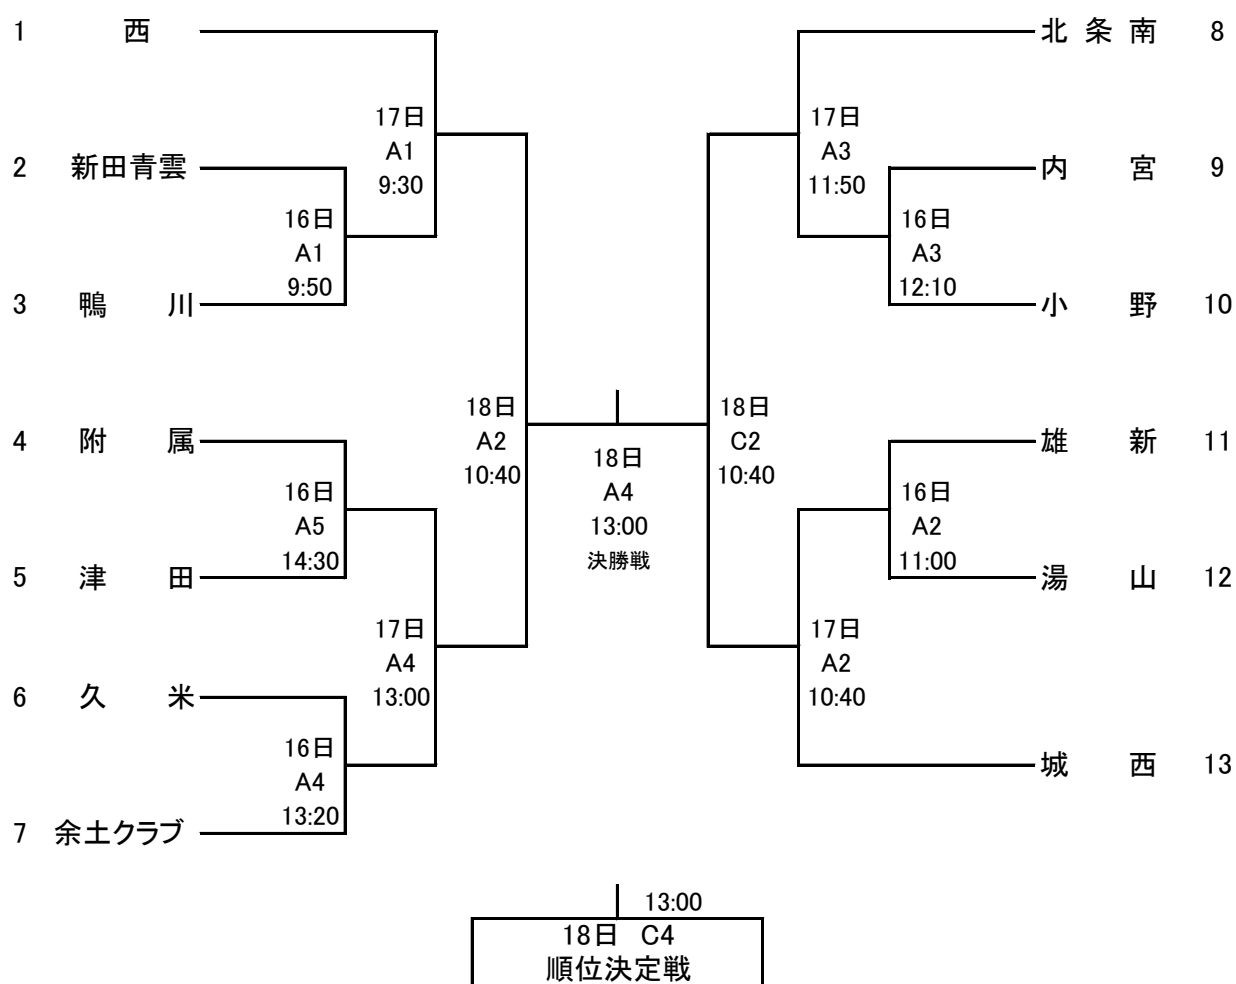 1 西
17日
A1
9:30
2 新田青雲
16日
A1
9:50
3 鴨川
4 附属
16日
A5
14:30
5 津田
17日
A4
13:00
6 久米
16日
A4
13:20
7 余土クラブ
18日
A2
10:40
18日
A4
13:00
決勝戦
18日
C2
10:40
北条南 8
17日
A3
11:50
内宮 9
16日
A3
12:10
小野 10
雄新 11
16日
A2
11:00
湯山 12
17日
A2
10:40
城西 13
13:00
18日 C4
順位決定戦